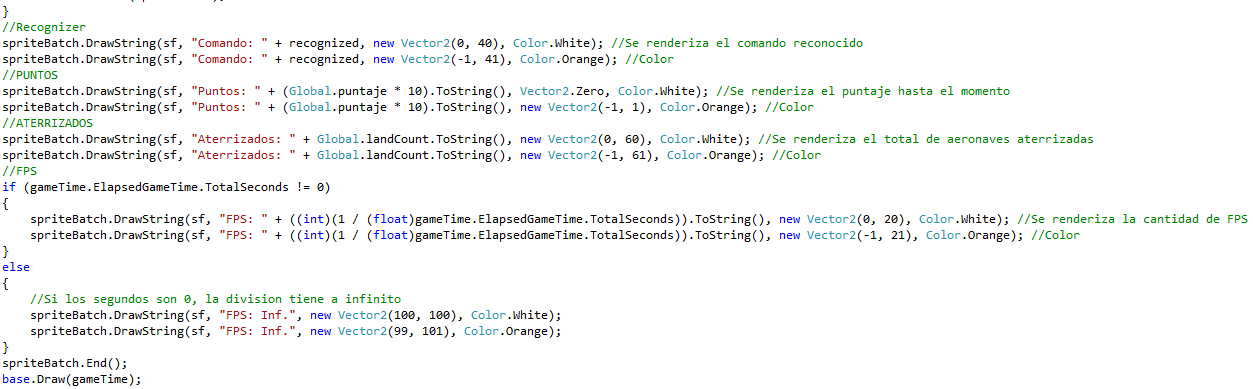 }
//Recognizer
spriteBatch.DrawString(sf, "Comando: " + recognized, new Vector2(0, 40), Color.White); //Se renderiza el comando reconocido
spriteBatch.DrawString(sf, "Comando: " + recognized, new Vector2(-1, 41), Color.Orange); //Color
//PUNTOS
spriteBatch.DrawString(sf, "Puntos: " + (Global.puntaje * 10).ToString(), Vector2.Zero, Color.White); //Se renderiza el puntaje hasta el momento
spriteBatch.DrawString(sf, "Puntos: " + (Global.puntaje * 10).ToString(), new Vector2(-1, 1), Color.Orange); //Color
//ATERRIZADOS
spriteBatch.DrawString(sf, "Aterrizados: " + Global.landCount.ToString(), new Vector2(0, 60), Color.White); //Se renderiza el total de aeronaves aterrizadas
spriteBatch.DrawString(sf, "Aterrizados: " + Global.landCount.ToString(), new Vector2(-1, 61), Color.Orange); //Color
//FPS
if (gameTime.ElapsedGameTime.TotalSeconds != 0)
{
    spriteBatch.DrawString(sf, "FPS: " + ((int)(1 / (float)gameTime.ElapsedGameTime.TotalSeconds)).ToString(), new Vector2(0, 20), Color.White); //Se renderiza la cantidad de FPS
    spriteBatch.DrawString(sf, "FPS: " + ((int)(1 / (float)gameTime.ElapsedGameTime.TotalSeconds)).ToString(), new Vector2(-1, 21), Color.Orange); //Color
}
else
{
    //Si los segundos son 0, la division tiene a infinito
    spriteBatch.DrawString(sf, "FPS: Inf.", new Vector2(100, 100), Color.White);
    spriteBatch.DrawString(sf, "FPS: Inf.", new Vector2(99, 101), Color.Orange);
}
spriteBatch.End();
base.Draw(gameTime);